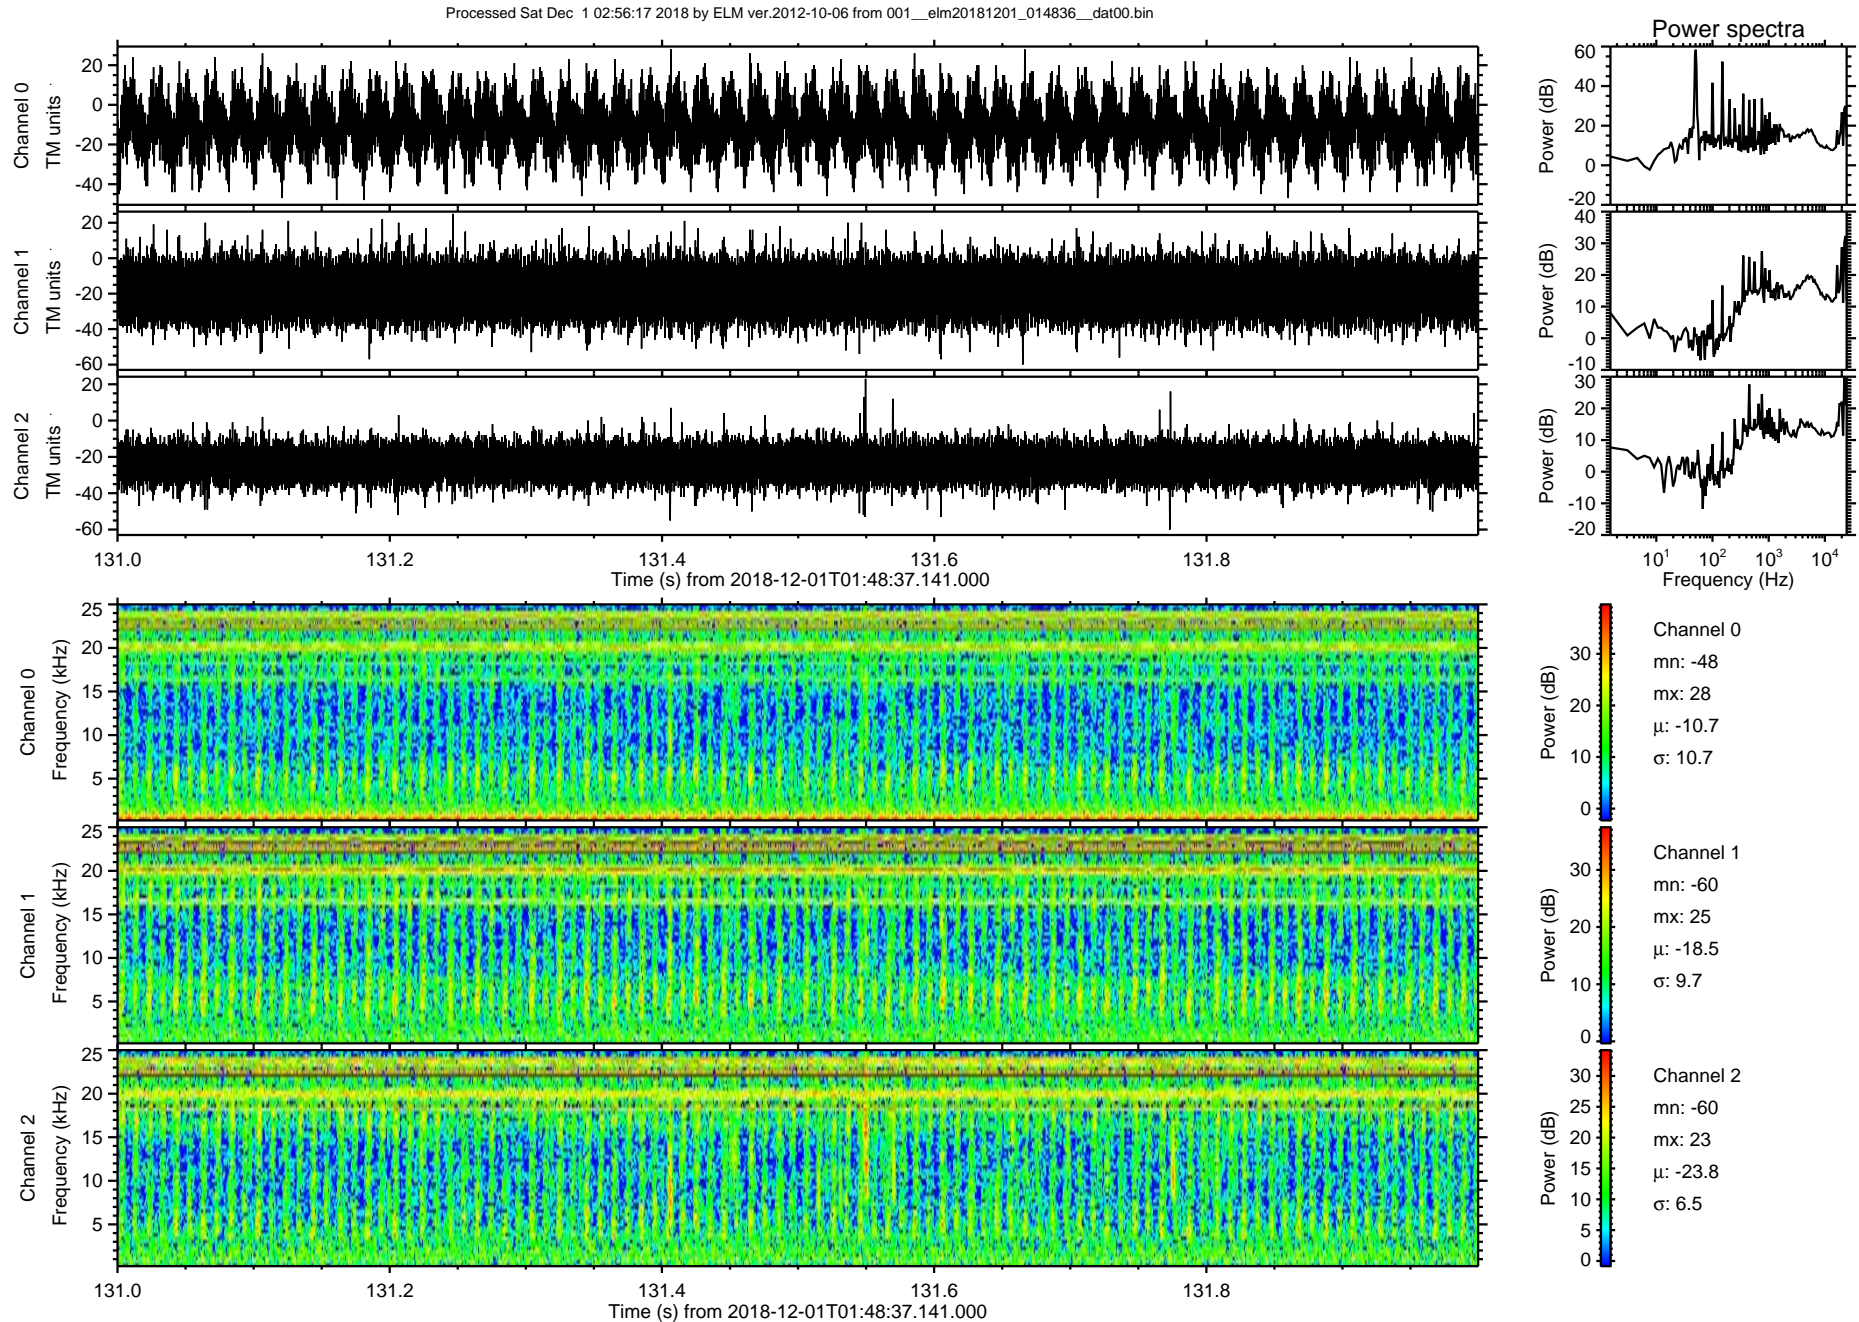 Processed Sat Dec  1 02:56:17 2018 by ELM ver.2012-10-06 from 001__elm20181201_014836__dat00.bin
Power spectra
Channel 0
TM units
20
0
-20
-40
Power (dB)
60
40
20
0
-20
Channel 1
TM units
20
0
-20
-40
-60
Power (dB)
40
30
20
10
0
-10
Channel 2
TM units
20
0
-20
-40
-60
Power (dB)
30
20
10
0
-10
-20
131.0 131.2 131.4 131.6 131.8
Time (s) from 2018-12-01T01:48:37.141.000
10¹ 10² 10³ 10⁴
Frequency (Hz)
Channel 0
Frequency (kHz)
25
20
15
10
5
Power (dB)
30
20
10
0
Channel 0
mn: -48
mx: 28
µ: -10.7
σ: 10.7
Channel 1
Frequency (kHz)
25
20
15
10
5
Power (dB)
30
20
10
0
Channel 1
mn: -60
mx: 25
µ: -18.5
σ: 9.7
Channel 2
Frequency (kHz)
25
20
15
10
5
Power (dB)
30
25
20
15
10
5
0
Channel 2
mn: -60
mx: 23
µ: -23.8
σ: 6.5
131.0 131.2 131.4 131.6 131.8
Time (s) from 2018-12-01T01:48:37.141.000